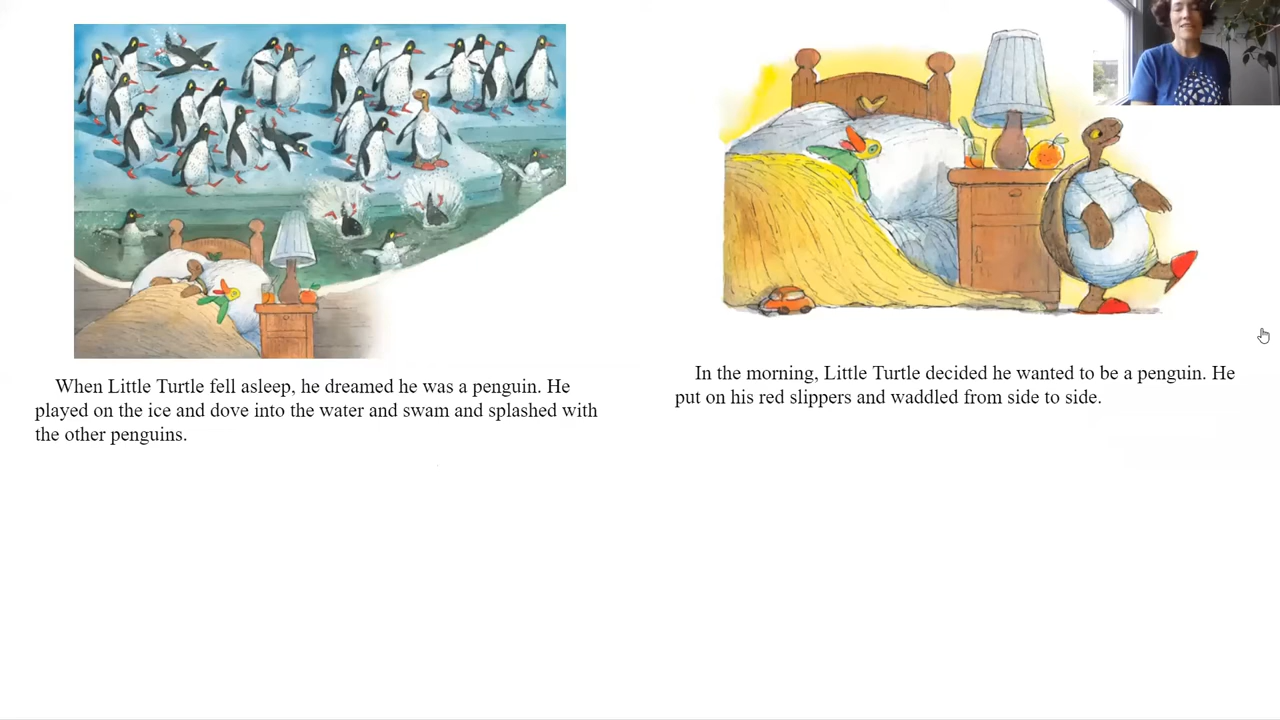 When Little Turtle fell asleep, he dreamed he was a penguin. He
played on the ice and dove into the water and swam and splashed with
the other penguins.
In the morning, Little Turtle decided he wanted to be a penguin. He
put on his red slippers and waddled from side to side.